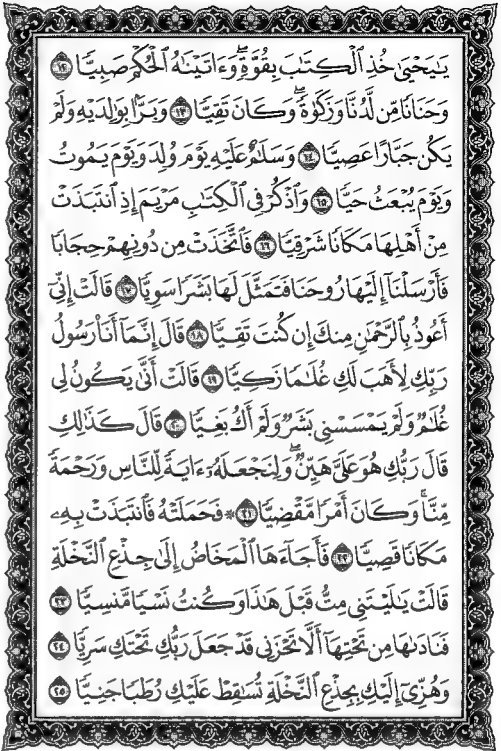 يَٰيَحْيَىٰ خُذِ ٱلْكِتَٰبَ بِقُوَّةٍۖ وَءَاتَيْنَٰهُ ٱلْحُكْمَ صَبِيًّا ١٢
وَحَنَانًا مِّن لَّدُنَّا وَزَكَوٰةًۖ وَكَانَ تَقِيًّا ١٣ وَبَرًّۢا بِوَٰلِدَيْهِ وَلَمْ
يَكُن جَبَّارًا عَصِيًّا ١٤ وَسَلَٰمٌ عَلَيْهِ يَوْمَ وُلِدَ وَيَوْمَ يَمُوتُ
وَيَوْمَ يُبْعَثُ حَيًّا ١٥ وَٱذْكُرْ فِى ٱلْكِتَٰبِ مَرْيَمَ إِذِ ٱنتَبَذَتْ
مِنْ أَهْلِهَا مَكَانًا شَرْقِيًّا ١٦ فَٱتَّخَذَتْ مِن دُونِهِمْ حِجَابًا
فَأَرْسَلْنَآ إِلَيْهَا رُوحَنَا فَتَمَثَّلَ لَهَا بَشَرًا سَوِيًّا ١٧ قَالَتْ إِنِّىٓ
أَعُوذُ بِٱلرَّحْمَٰنِ مِنكَ إِن كُنتَ تَقِيًّا ١٨ قَالَ إِنَّمَآ أَنَا۠ رَسُولُ
رَبِّكِ لِأَهَبَ لَكِ غُلَٰمًا زَكِيًّا ١٩ قَالَتْ أَنَّىٰ يَكُونُ لِى
غُلَٰمٌ وَلَمْ يَمْسَسْنِى بَشَرٌ وَلَمْ أَكُ بَغِيًّا ٢٠ قَالَ كَذَٰلِكِ
قَالَ رَبُّكِ هُوَ عَلَىَّ هَيِّنٌۖ وَلِنَجْعَلَهُۥٓ ءَايَةً لِّلنَّاسِ وَرَحْمَةً
مِّنَّاۚ وَكَانَ أَمْرًا مَّقْضِيًّا ٢١ ۞ فَحَمَلَتْهُ فَٱنتَبَذَتْ بِهِۦ
مَكَانًا قَصِيًّا ٢٢ فَأَجَآءَهَا ٱلْمَخَاضُ إِلَىٰ جِذْعِ ٱلنَّخْلَةِ
قَالَتْ يَٰلَيْتَنِى مِتُّ قَبْلَ هَٰذَا وَكُنتُ نَسْيًا مَّنسِيًّا ٢٣
فَنَادَىٰهَا مِن تَحْتِهَآ أَلَّا تَحْزَنِى قَدْ جَعَلَ رَبُّكِ تَحْتَكِ سَرِيًّا ٢٤
وَهُزِّىٓ إِلَيْكِ بِجِذْعِ ٱلنَّخْلَةِ تُسَٰقِطْ عَلَيْكِ رُطَبًا جَنِيًّا ٢٥